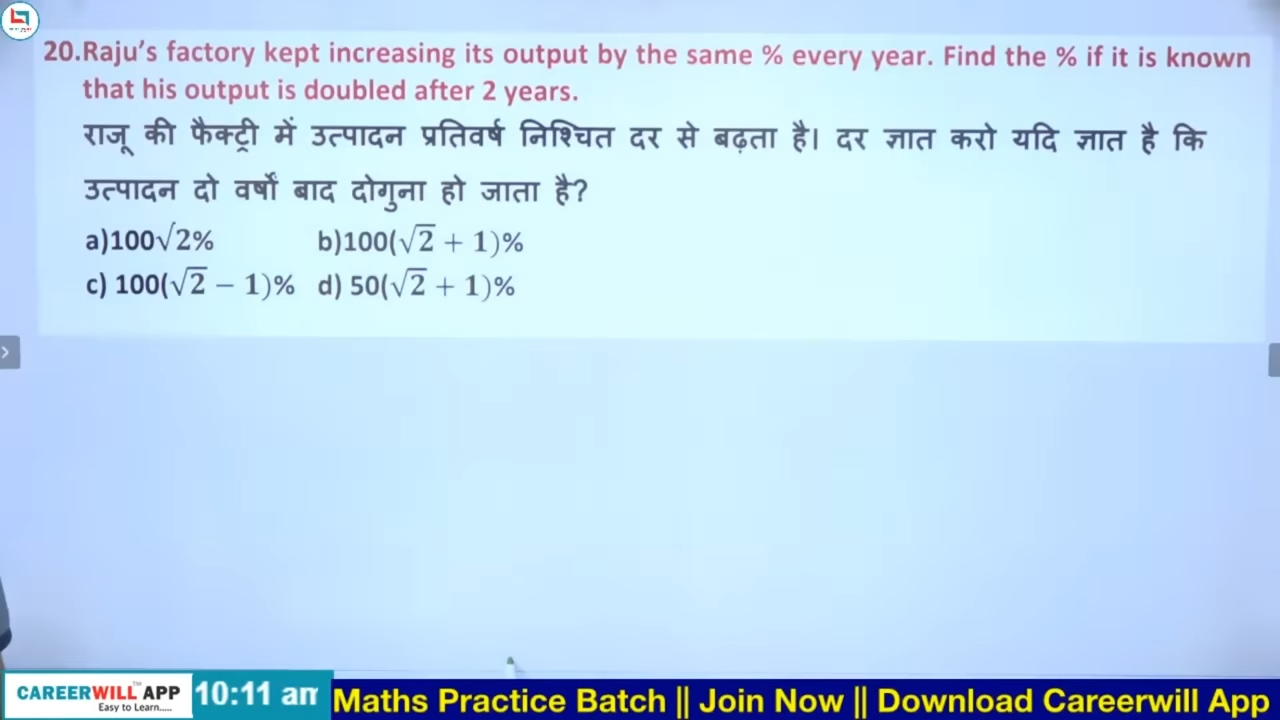 20.Raju's factory kept increasing its output by the same % every year. Find the % if it is known
that his output is doubled after 2 years.
राजू की फैक्ट्री में उत्पादन प्रतिवर्ष निश्चित दर से बढ़ता है। दर ज्ञात करो यदि ज्ञात है कि
उत्पादन दो वर्षों बाद दोगुना हो जाता है?
a)100√2% b)100(√2 + 1)%
c) 100(√2 − 1)% d) 50(√2 + 1)%
CAREERWILL APP
Easy to Learn.....
10:11 am
Maths Practice Batch || Join Now || Download Careerwill App